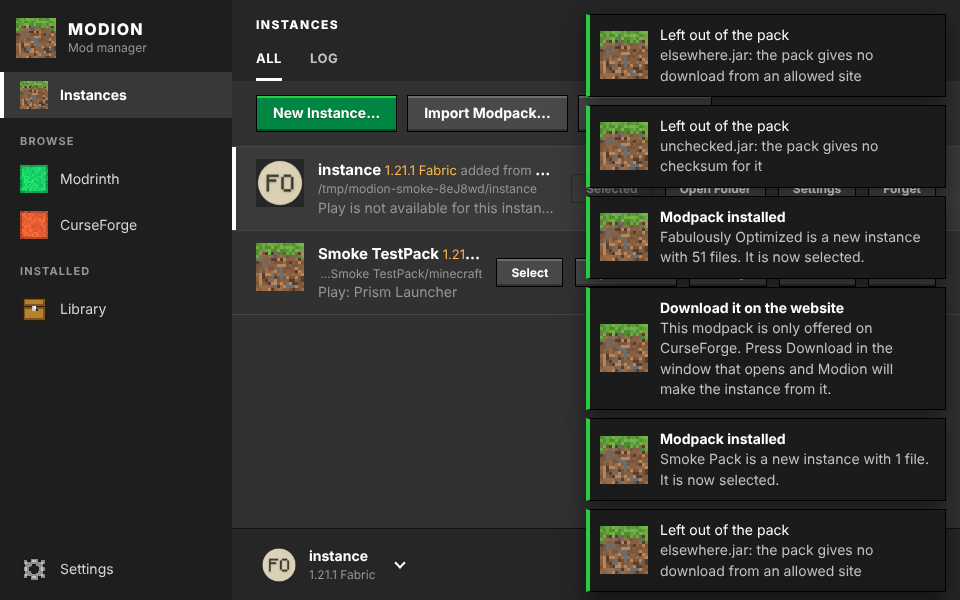 MODION
Mod manager
Instances
BROWSE
Modrinth
CurseForge
INSTALLED
Library
Settings
INSTANCES
ALL
LOG
New Instance...
Import Modpack...
instance 1.21.1 Fabric added from ...
/tmp/modion-smoke-8eJ8wd/instance
Play is not available for this instan...
Selected
Open Folder
Settings
Forget
Smoke TestPack 1.21...
...Smoke TestPack/minecraft
Play: Prism Launcher
Select
instance
1.21.1 Fabric
Left out of the pack
elsewhere.jar: the pack gives no
download from an allowed site
Left out of the pack
unchecked.jar: the pack gives no
checksum for it
Modpack installed
Fabulously Optimized is a new instance
with 51 files. It is now selected.
Download it on the website
This modpack is only offered on
CurseForge. Press Download in the
window that opens and Modion will
make the instance from it.
Modpack installed
Smoke Pack is a new instance with 1 file.
It is now selected.
Left out of the pack
elsewhere.jar: the pack gives no
download from an allowed site